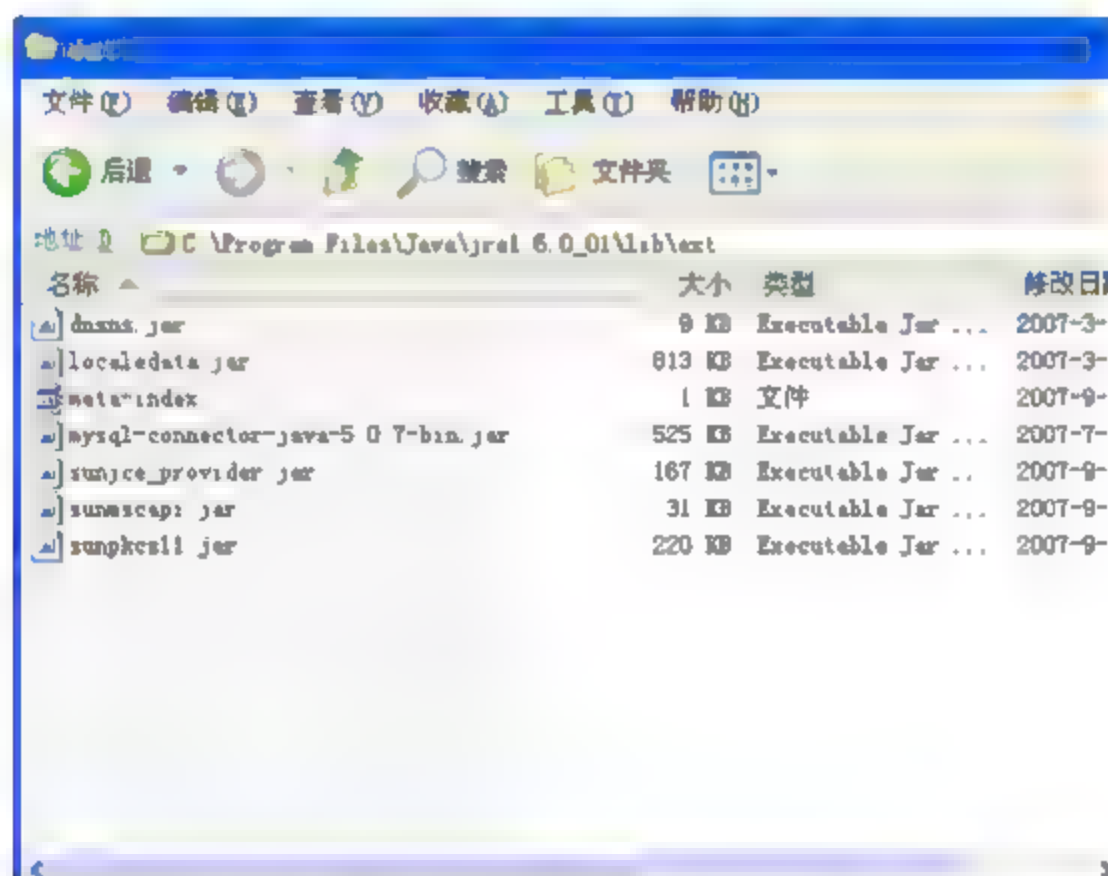 文件(F) 编辑(E) 查看(V) 收藏(A) 工具(T) 帮助(H)
后退 搜索 文件夹
地址 D C \Program Files\Java\jre1 6.0_01\lib\ext
名称 大小 类型 修改日期
dnsns.jar 9 KB Executable Jar ... 2007-3-
localedata jar 813 KB Executable Jar ... 2007-3-
meta-index 1 KB 文件 2007-9-
mysql-connector-java-5 0 7-bin.jar 525 KB Executable Jar ... 2007-7-
sunjce_provider jar 167 KB Executable Jar .. 2007-9-
sunmscapi jar 31 KB Executable Jar ... 2007-9-
sunpkcs11 jar 220 KB Executable Jar ... 2007-9-